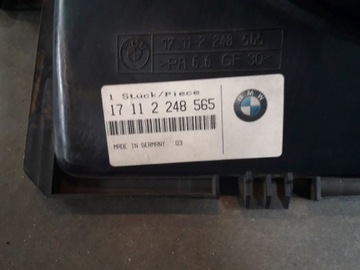 17 11 2 248 565
>PA 6.6 GF 30<
1 Stück/Piece
17 11 2 248 565
MADE IN GERMANY 03
BMW